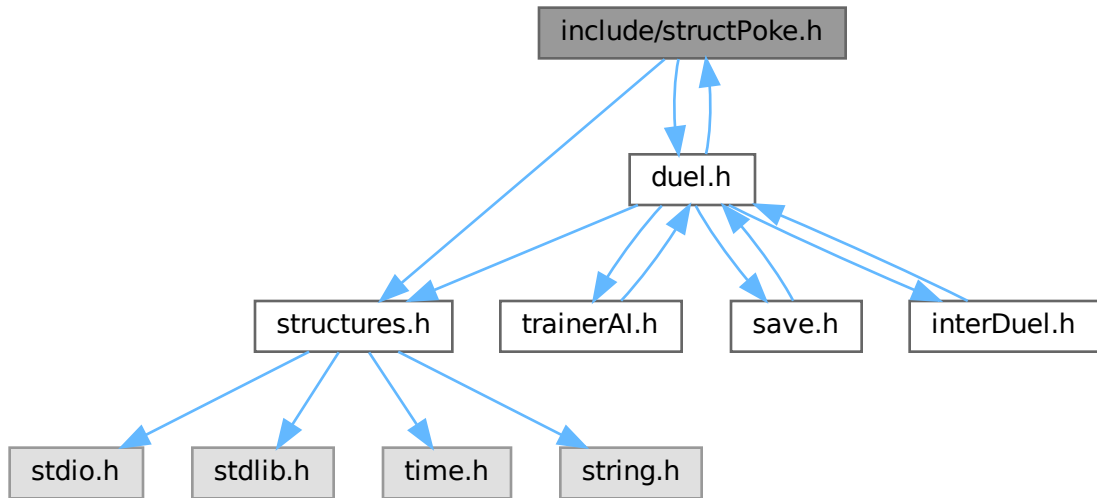 include/structPoke.h
duel.h
structures.h
trainerAI.h
save.h
interDuel.h
stdio.h
stdlib.h
time.h
string.h